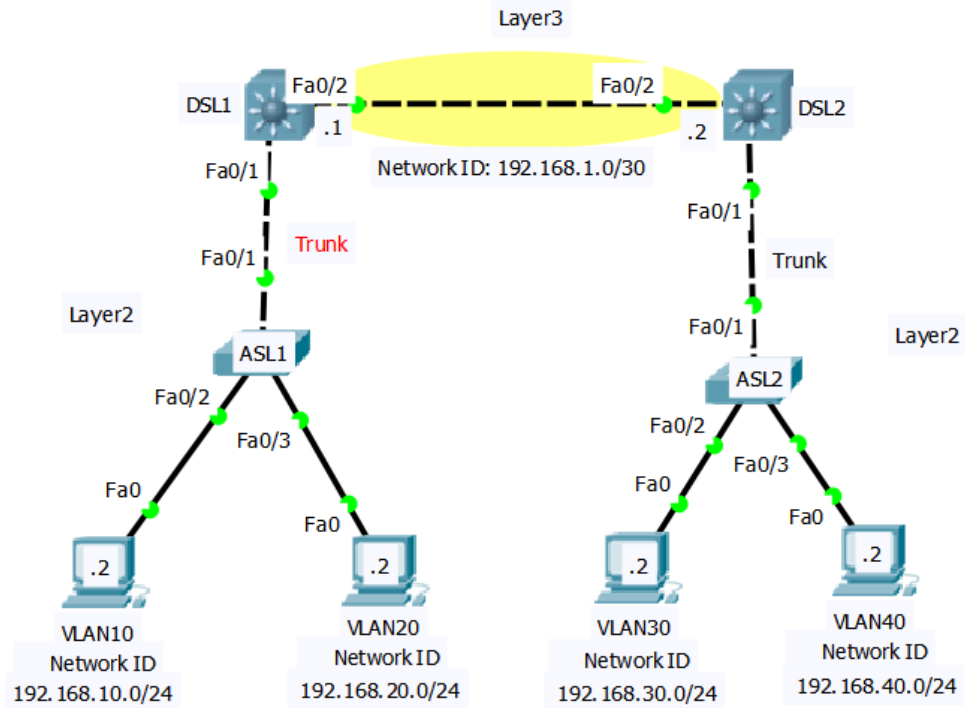 Layer3
Fa0/2
Fa0/2
DSL1
DSL2
.1
.2
Network ID: 192.168.1.0/30
Fa0/1
Fa0/1
Trunk
Fa0/1
Trunk
Layer2
Fa0/1
Layer2
ASL1
ASL2
Fa0/2
Fa0/3
Fa0/2
Fa0/3
Fa0
Fa0
Fa0
Fa0
.2
.2
.2
.2
VLAN10
Network ID
192.168.10.0/24
VLAN20
Network ID
192.168.20.0/24
VLAN30
Network ID
192.168.30.0/24
VLAN40
Network ID
192.168.40.0/24